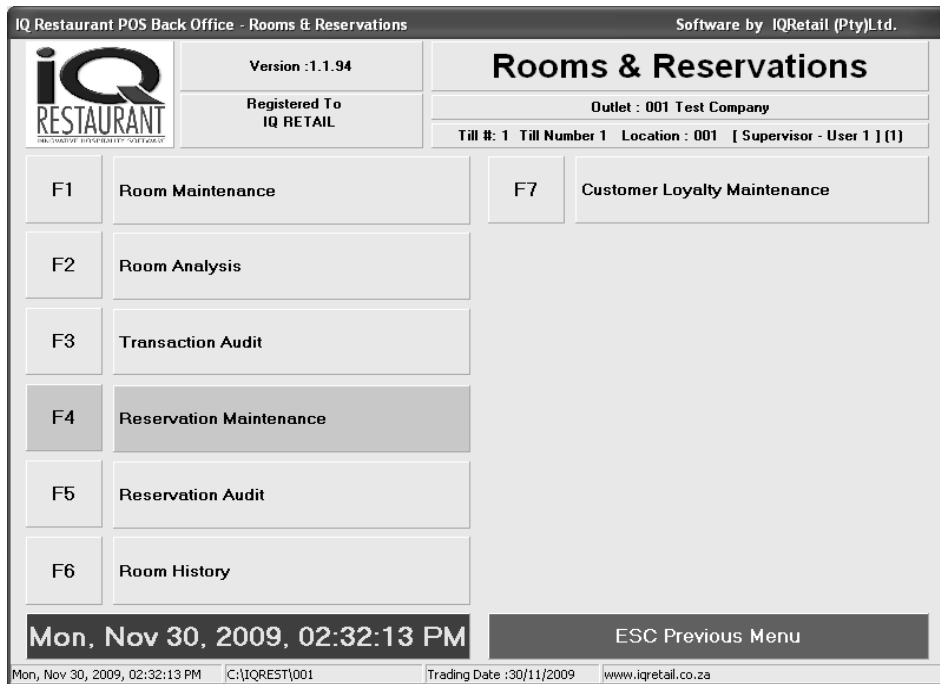 IQ Restaurant POS Back Office - Rooms & Reservations
Software by IQRetail (Pty)Ltd.
iQ
RESTAURANT
INNOVATIVE HOSPITALITY SOFTWARE
Version :1.1.94
Registered To
IQ RETAIL
Rooms & Reservations
Outlet : 001 Test Company
Till #: 1 Till Number 1 Location : 001 [ Supervisor - User 1 ] (1)
F1 Room Maintenance
F2 Room Analysis
F3 Transaction Audit
F4 Reservation Maintenance
F5 Reservation Audit
F6 Room History
F7 Customer Loyalty Maintenance
Mon, Nov 30, 2009, 02:32:13 PM
ESC Previous Menu
Mon, Nov 30, 2009, 02:32:13 PM C:\IQREST\001 Trading Date :30/11/2009 www.iqretail.co.za